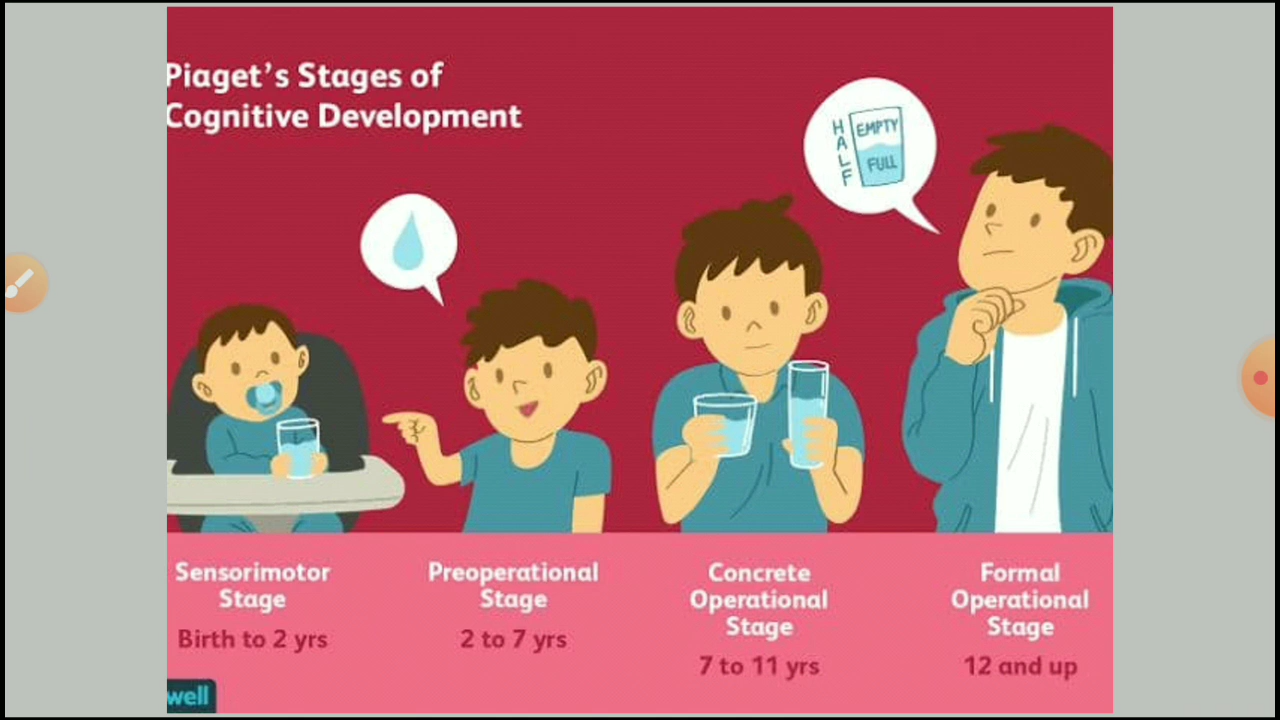 Piaget's Stages of
Cognitive Development
HALF
EMPTY
FULL
Sensorimotor
Stage
Birth to 2 yrs
Preoperational
Stage
2 to 7 yrs
Concrete
Operational
Stage
7 to 11 yrs
Formal
Operational
Stage
12 and up
well